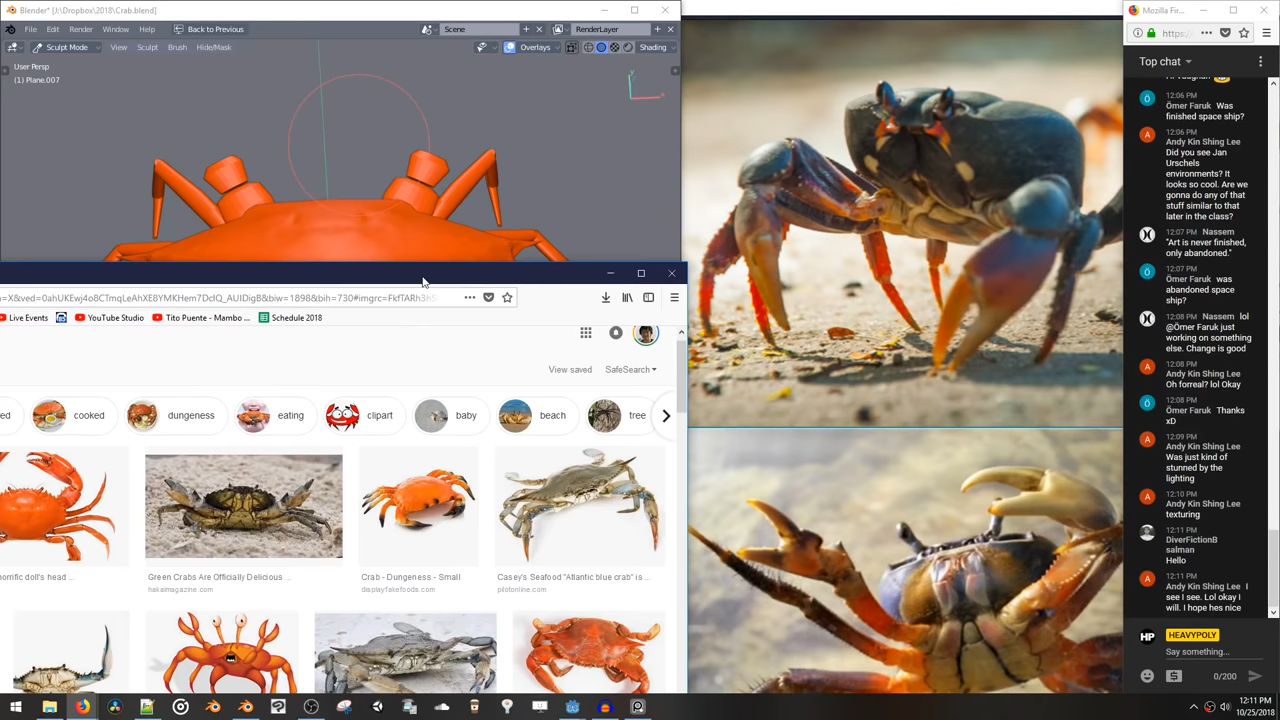 Blender* [J:\Dropbox\2018\Crab.blend]
File Edit Render Window Help Back to Previous Scene RenderLayer
Sculpt Mode View Sculpt Brush Hide/Mask Overlays Shading
User Persp
(1) Plane.007
Live Events YouTube Studio Tito Puente - Mambo ... Schedule 2018
View saved SafeSearch
ed cooked dungeness eating clipart baby beach tree
orrific doll's head ... Green Crabs Are Officially Delicious ... Crab - Dungeness - Small Casey's Seafood "Atlantic blue crab" is ...
hakaimagazine.com displayfakefoods.com pilotonline.com
Mozilla Fir...
https:/
Top chat
12:06 PM
Ömer Faruk Was
finished space ship?
12:06 PM
Andy Kin Shing Lee
Did you see Jan
Urschels
environments? It
looks so cool. Are we
gonna do any of that
stuff similar to that
later in the class?
12:07 PM Nassem
"Art is never finished,
only abandoned."
12:07 PM
Ömer Faruk was
abandoned space
ship?
12:08 PM Nassem lol
@Ömer Faruk just
working on something
else. Change is good
12:08 PM
Andy Kin Shing Lee
Oh forreal? lol Okay
12:08 PM
Ömer Faruk Thanks
xD
12:09 PM
Andy Kin Shing Lee
Was just kind of
stunned by the
lighting
12:10 PM
Andy Kin Shing Lee
texturing
12:11 PM
DiverFictionB
salman
Hello
12:11 PM
Andy Kin Shing Lee I
see I see. Lol okay I
will. I hope hes nice
HP HEAVYPOLY
Say something...
0/200
12:11 PM
10/25/2018